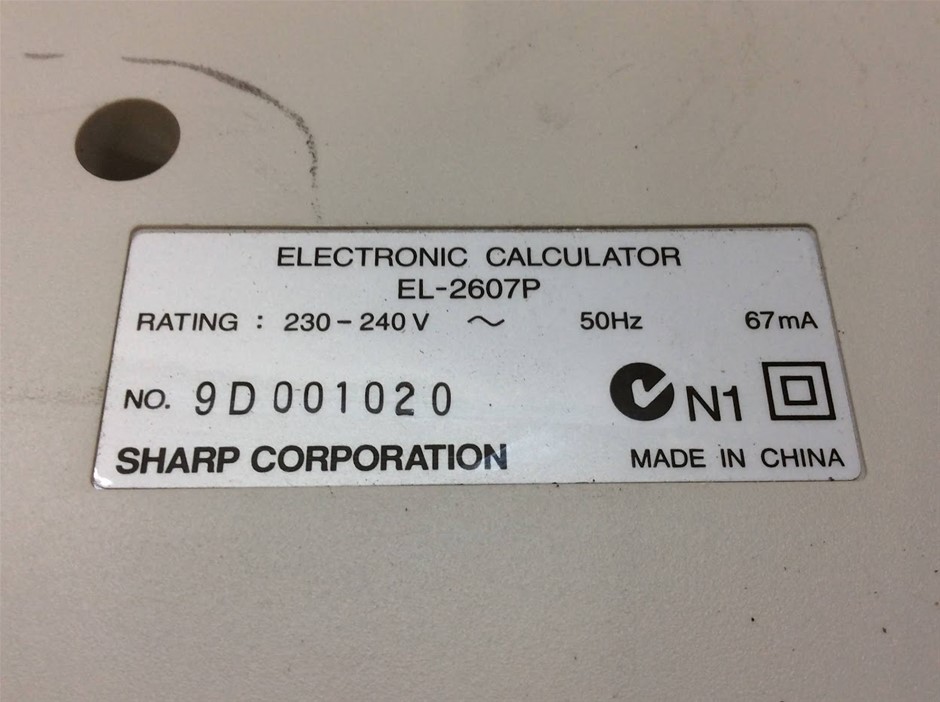 ELECTRONIC CALCULATOR
EL-2607P
RATING : 230-240V ~ 50Hz 67mA
NO. 9D001020
N1
SHARP CORPORATION
MADE IN CHINA